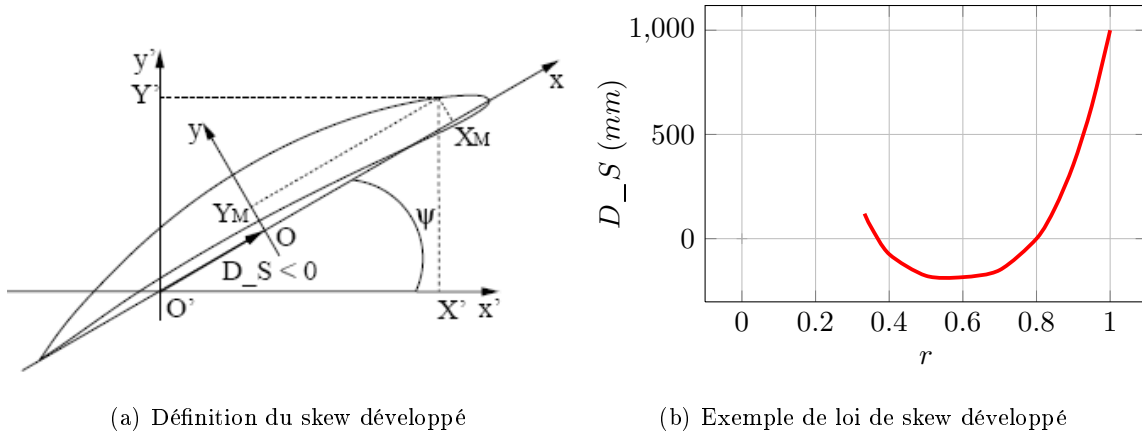 y'
Y'
x
y
X_M
Y_M
ψ
O
D_S < 0
O'
X'
x'
(a) Définition du skew développé
1,000
500
0
D_S (mm)
0
0.2
0.4
0.6
0.8
1
r
(b) Exemple de loi de skew développé